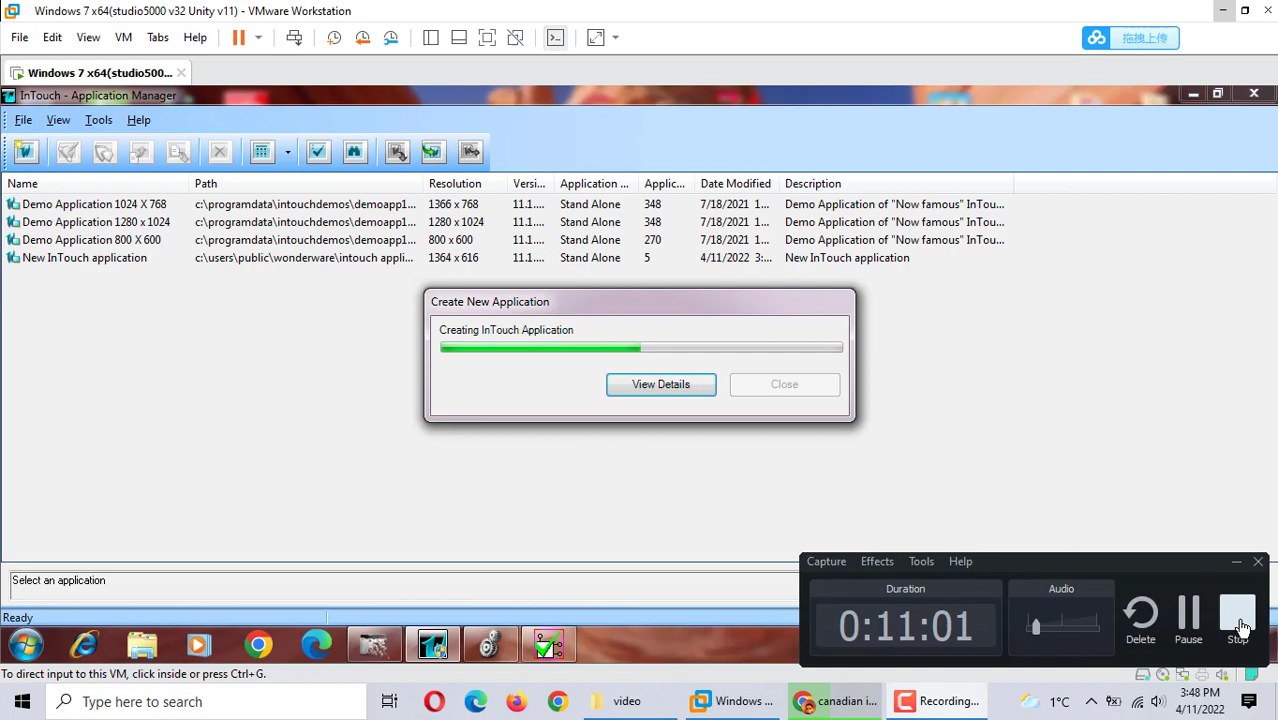 Windows 7 x64(studio5000 v32 Unity v11) - VMware Workstation
File Edit View VM Tabs Help
拖拽上传
Windows 7 x64(studio500...
InTouch - Application Manager
File View Tools Help
Name Path Resolution Versi... Application ... Applic... Date Modified Description
Demo Application 1024 X 768 c:\programdata\intouchdemos\demoapp1... 1366 x 768 11.1.... Stand Alone 348 7/18/2021 1... Demo Application of "Now famous" InTou...
Demo Application 1280 x 1024 c:\programdata\intouchdemos\demoapp1... 1280 x 1024 11.1.... Stand Alone 348 7/18/2021 1... Demo Application of "Now famous" InTou...
Demo Application 800 X 600 c:\programdata\intouchdemos\demoapp1... 800 x 600 11.1.... Stand Alone 270 7/18/2021 1... Demo Application of "Now famous" InTou...
New InTouch application c:\users\public\wonderware\intouch appli... 1364 x 616 11.1.... Stand Alone 5 4/11/2022 3:... New InTouch application
Create New Application
Creating InTouch Application
View Details Close
Capture Effects Tools Help
Select an application
Duration Audio
0:11:01
Ready
Delete Pause Stop
To direct input to this VM, click inside or press Ctrl+G.
Type here to search
video
Windows ...
canadian i...
Recording...
1°C
3:48 PM
4/11/2022